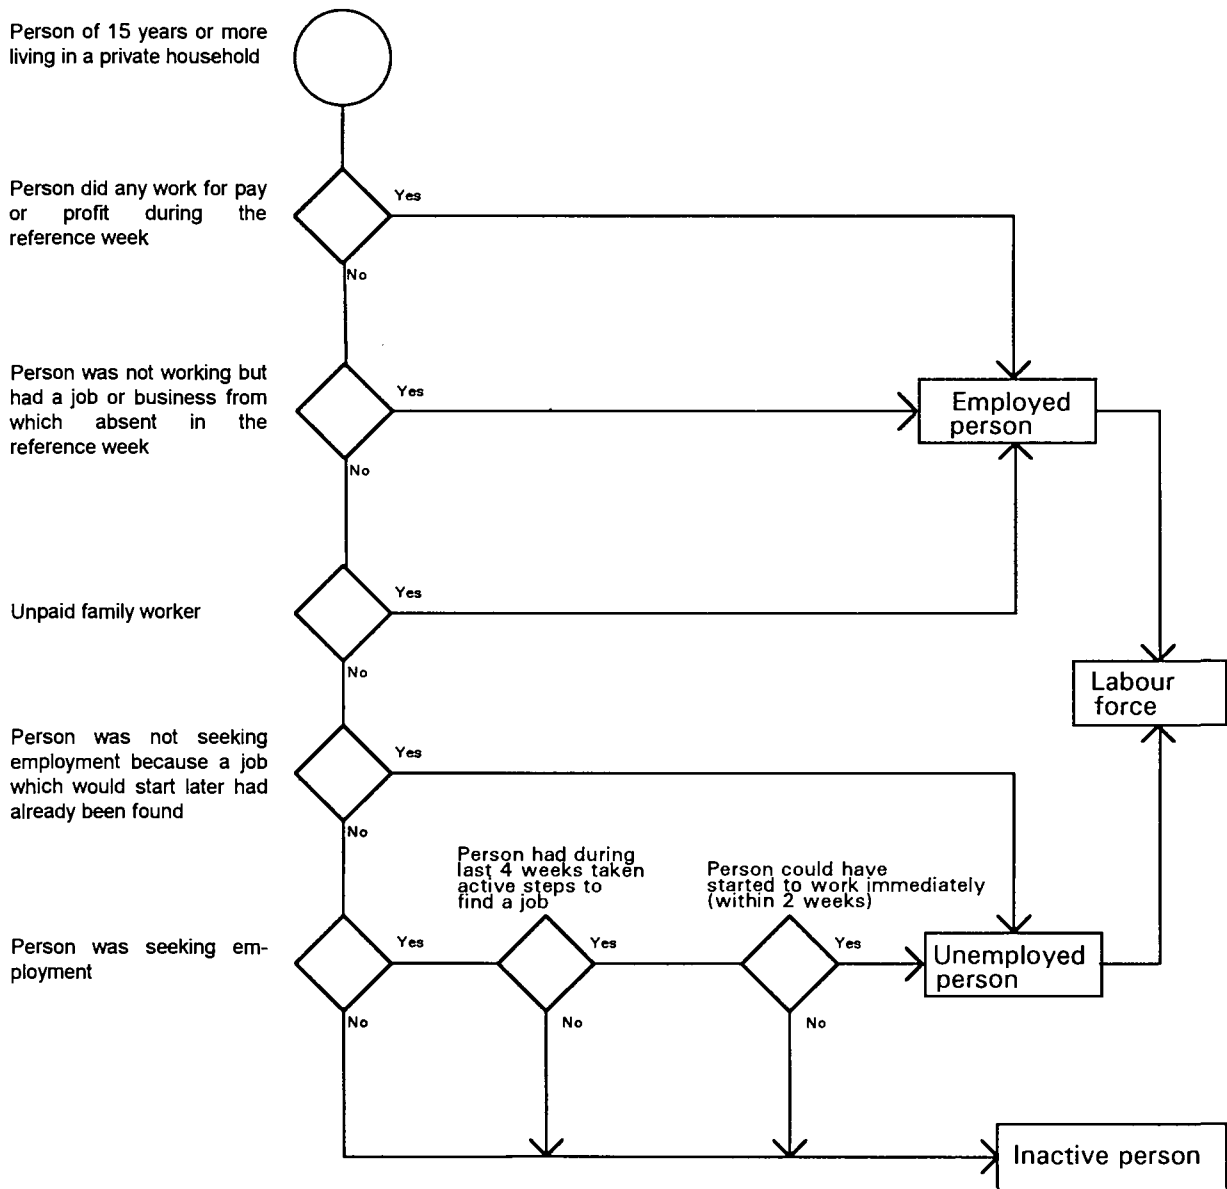 Person of 15 years or more
living in a private household
Person did any work for pay
or profit during the
reference week
Yes
No
Person was not working but
had a job or business from
which absent in the
reference week
Yes
No
Employed
person
Unpaid family worker
Yes
No
Labour
force
Person was not seeking
employment because a job
which would start later had
already been found
Yes
No
Person had during
last 4 weeks taken
active steps to
find a job
Person could have
started to work immediately
(within 2 weeks)
Person was seeking em-
ployment
Yes
No
Yes
No
Yes
No
Unemployed
person
Inactive person